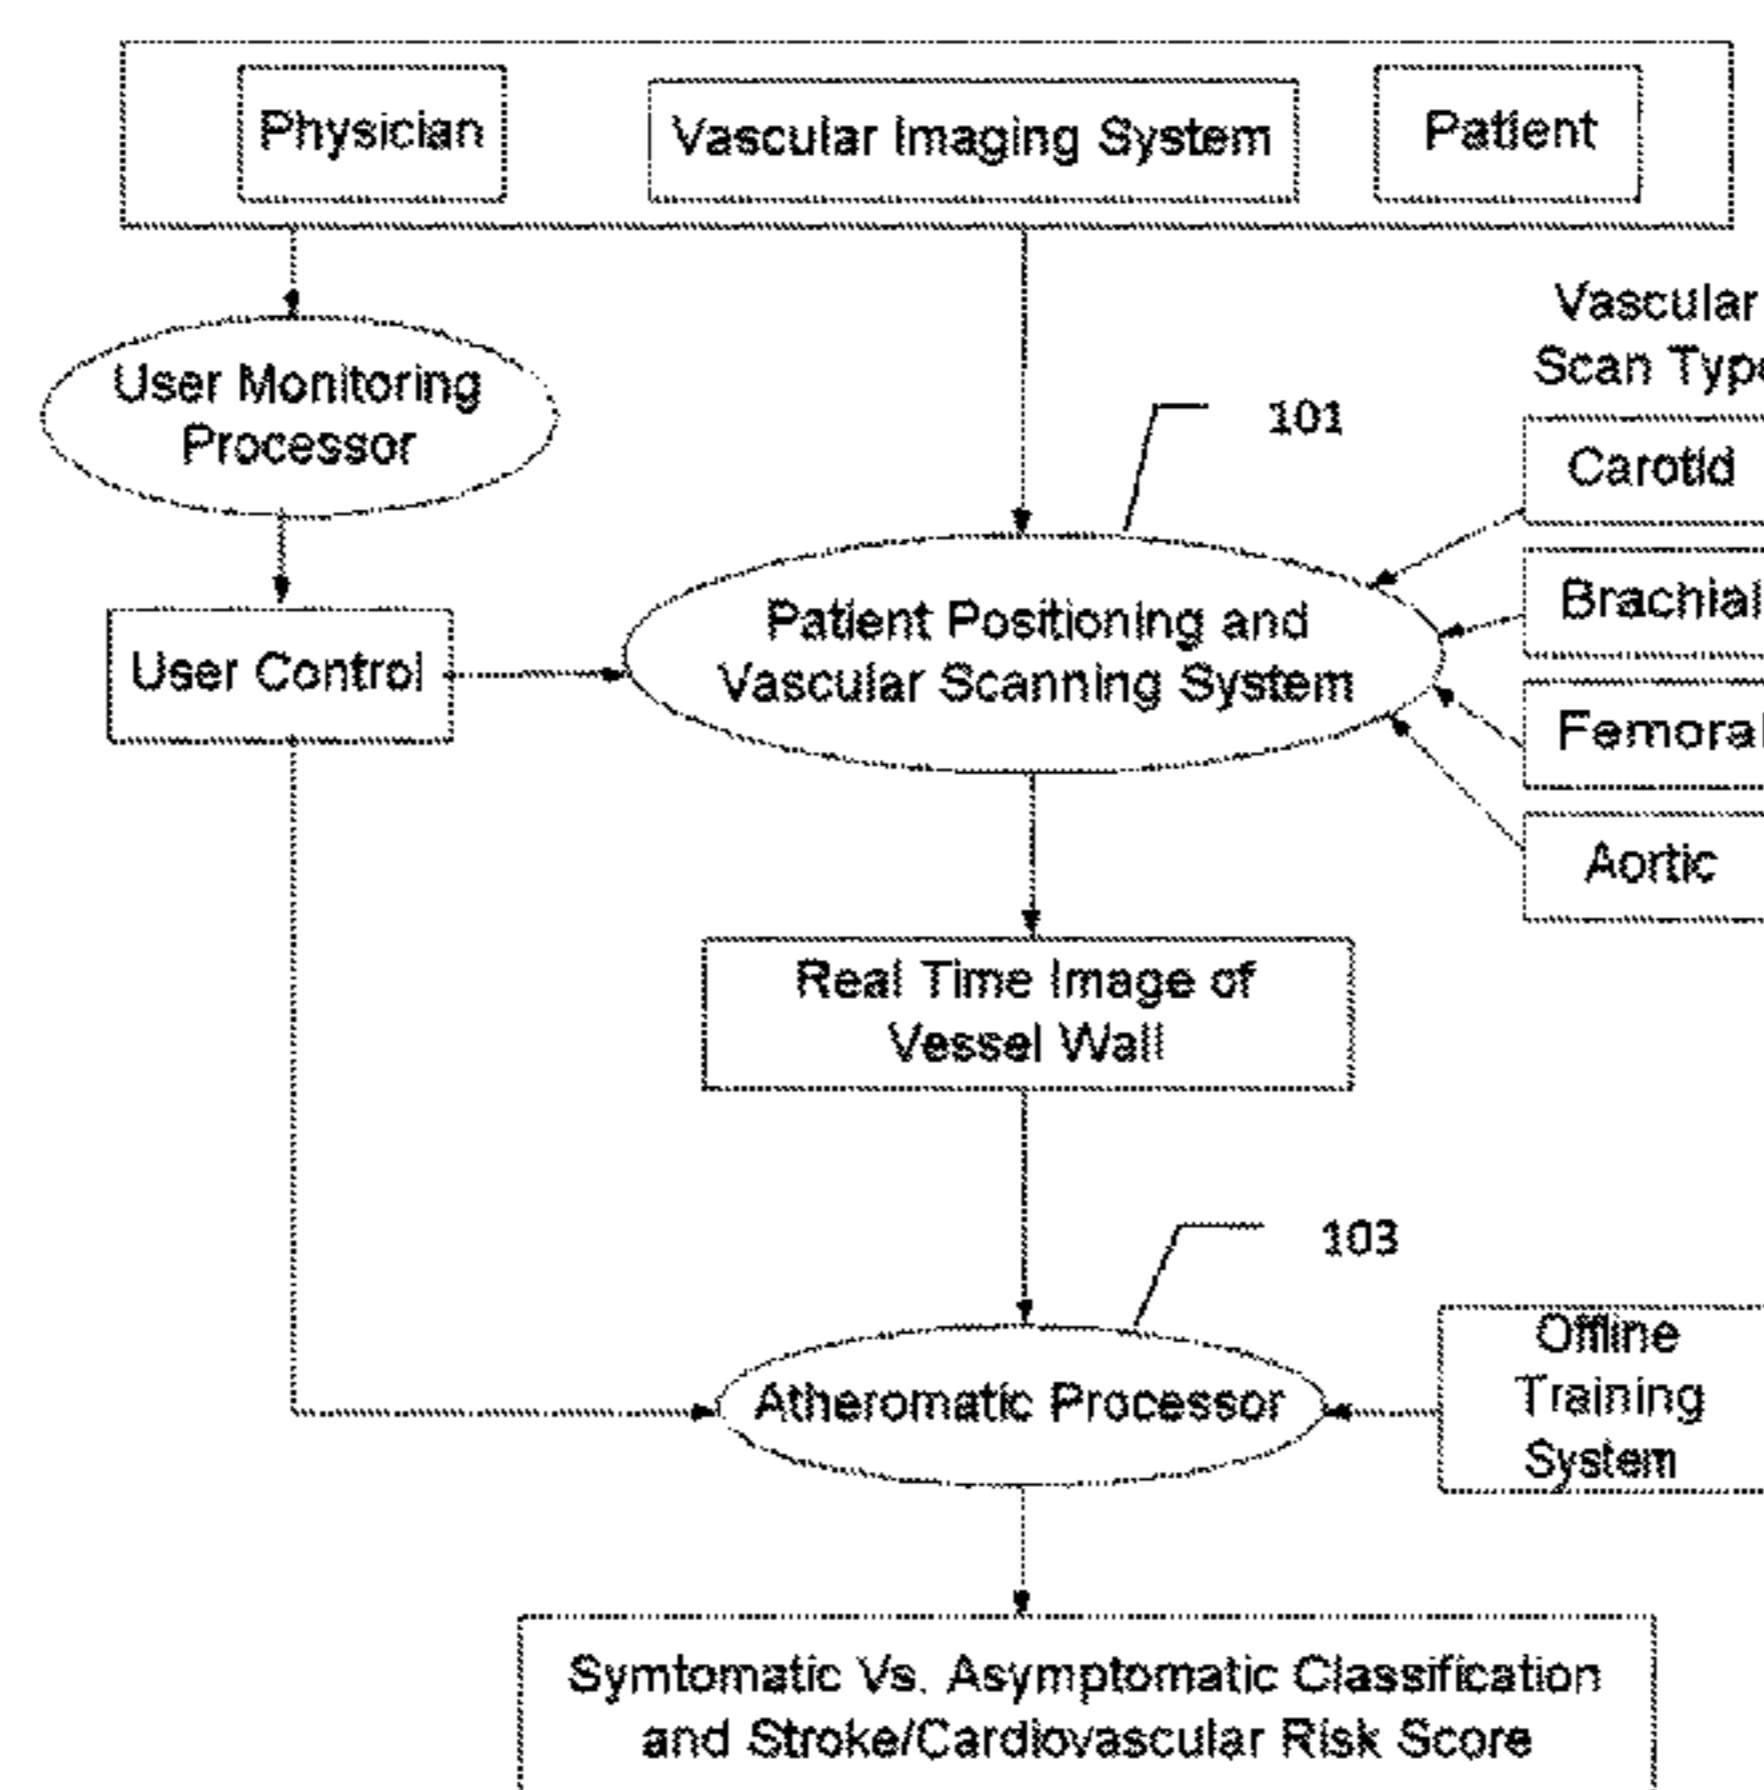 Physician
Vascular Imaging System
Patient
User Monitoring
Processor
Vascular
Scan Type
101
Carotid
Brachial
Femoral
Aortic
User Control
Patient Positioning and
Vascular Scanning System
Real Time Image of
Vessel Wall
103
Atheromatic Processor
Offline
Training
System
Symtomatic Vs. Asymptomatic Classification
and Stroke/Cardiovascular Risk Score